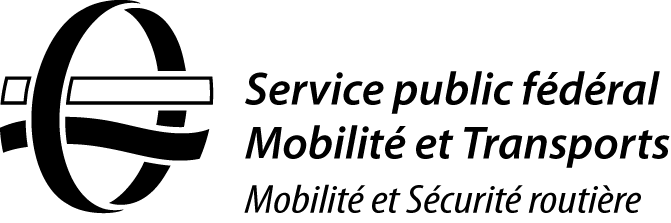 Service public fédéral
Mobilité et Transports
Mobilité et Sécurité routière